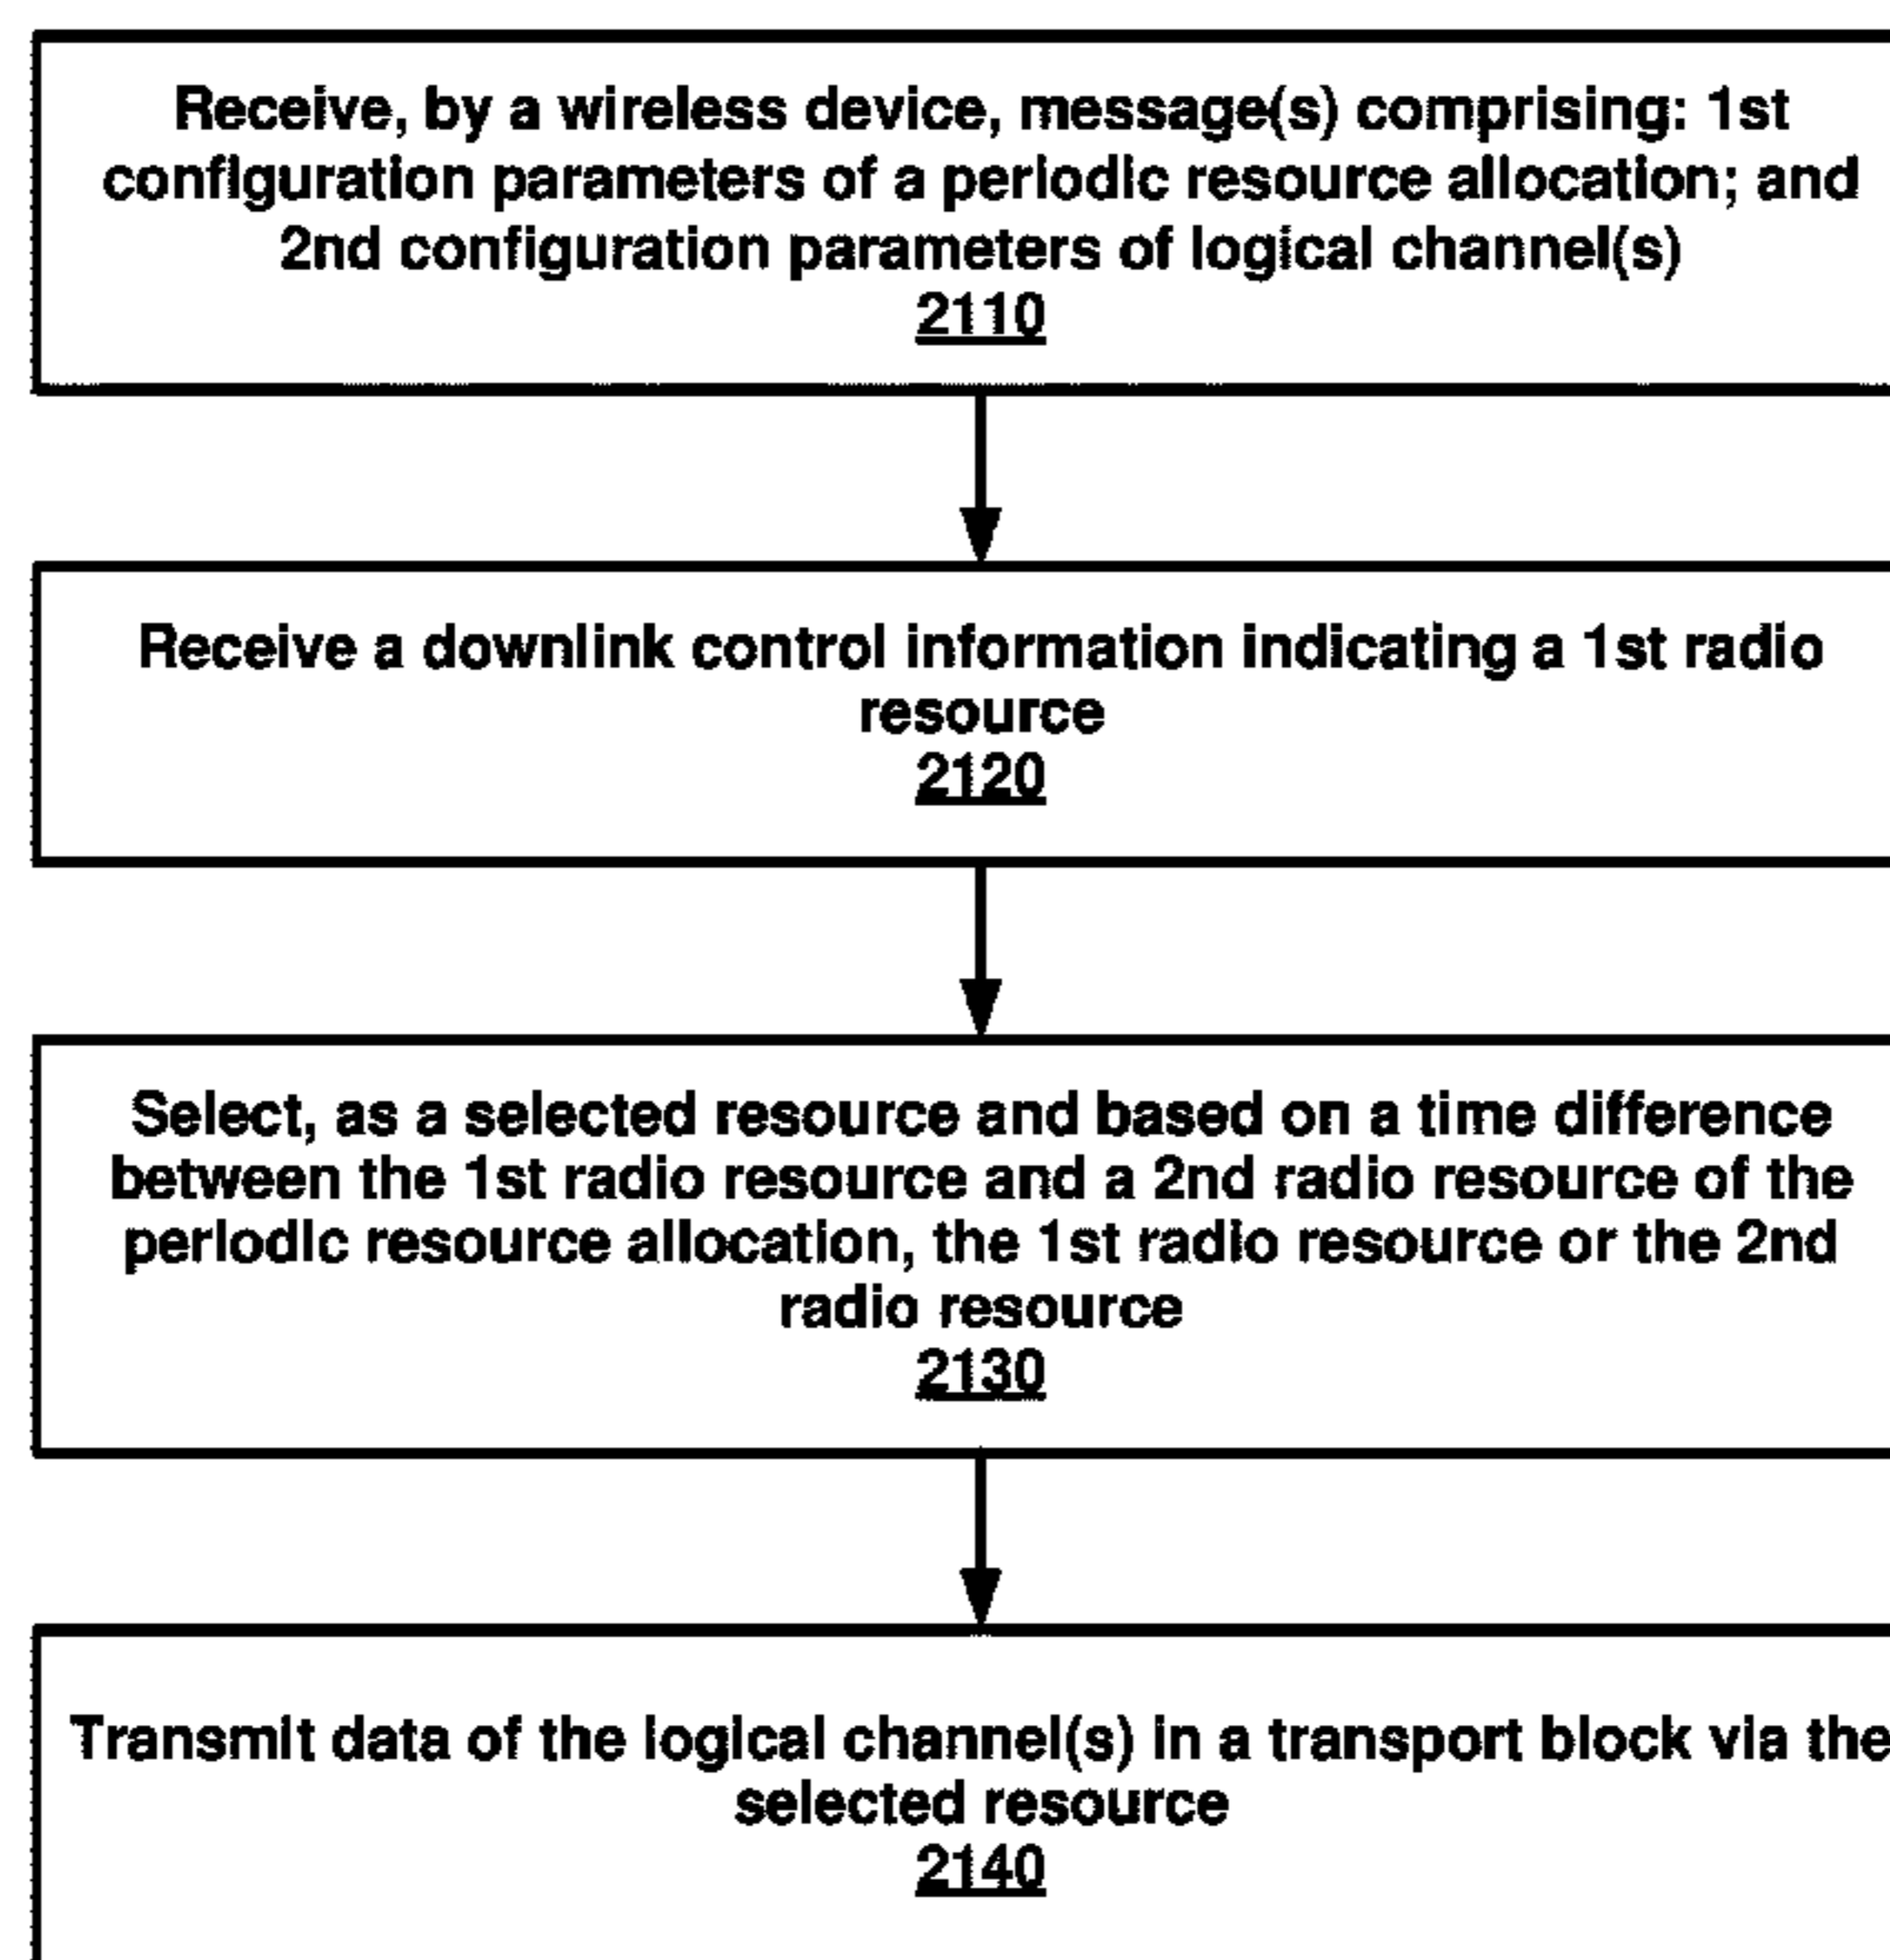 Receive, by a wireless device, message(s) comprising: 1st
configuration parameters of a periodic resource allocation; and
2nd configuration parameters of logical channel(s)
2110
Receive a downlink control information indicating a 1st radio
resource
2120
Select, as a selected resource and based on a time difference
between the 1st radio resource and a 2nd radio resource of the
periodic resource allocation, the 1st radio resource or the 2nd
radio resource
2130
Transmit data of the logical channel(s) in a transport block via the
selected resource
2140